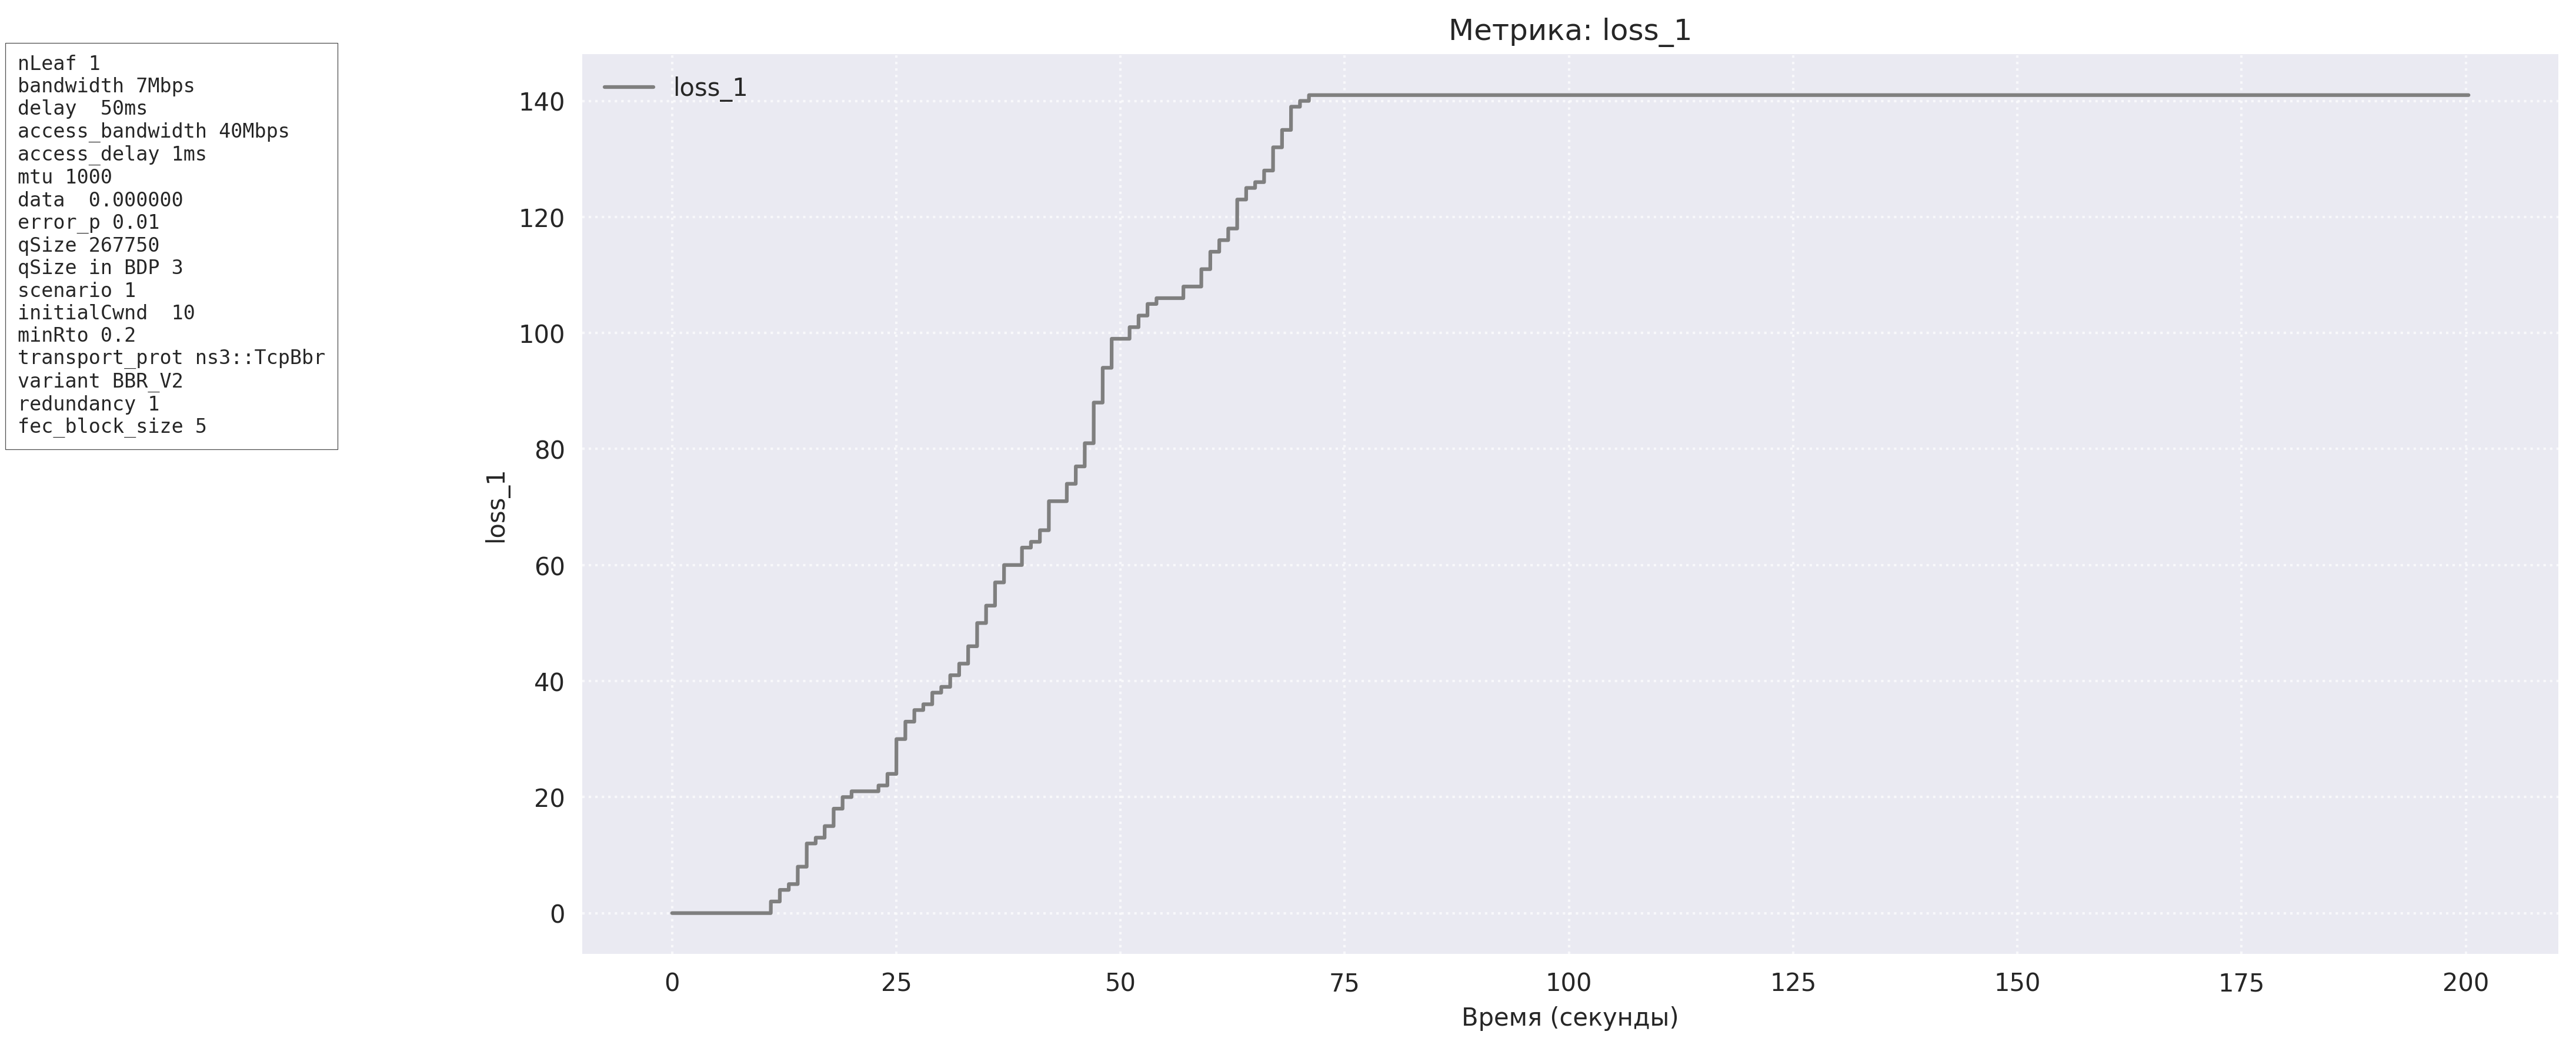 nLeaf 1
bandwidth 7Mbps
delay  50ms
access_bandwidth 40Mbps
access_delay 1ms
mtu 1000
data  0.000000
error_p 0.01
qSize 267750
qSize in BDP 3
scenario 1
initialCwnd  10
minRto 0.2
transport_prot ns3::TcpBbr
variant BBR_V2
redundancy 1
fec_block_size 5
Метрика: loss_1
loss_1
loss_1
140
120
100
80
60
40
20
0
0 25 50 75 100 125 150 175 200
Время (секунды)